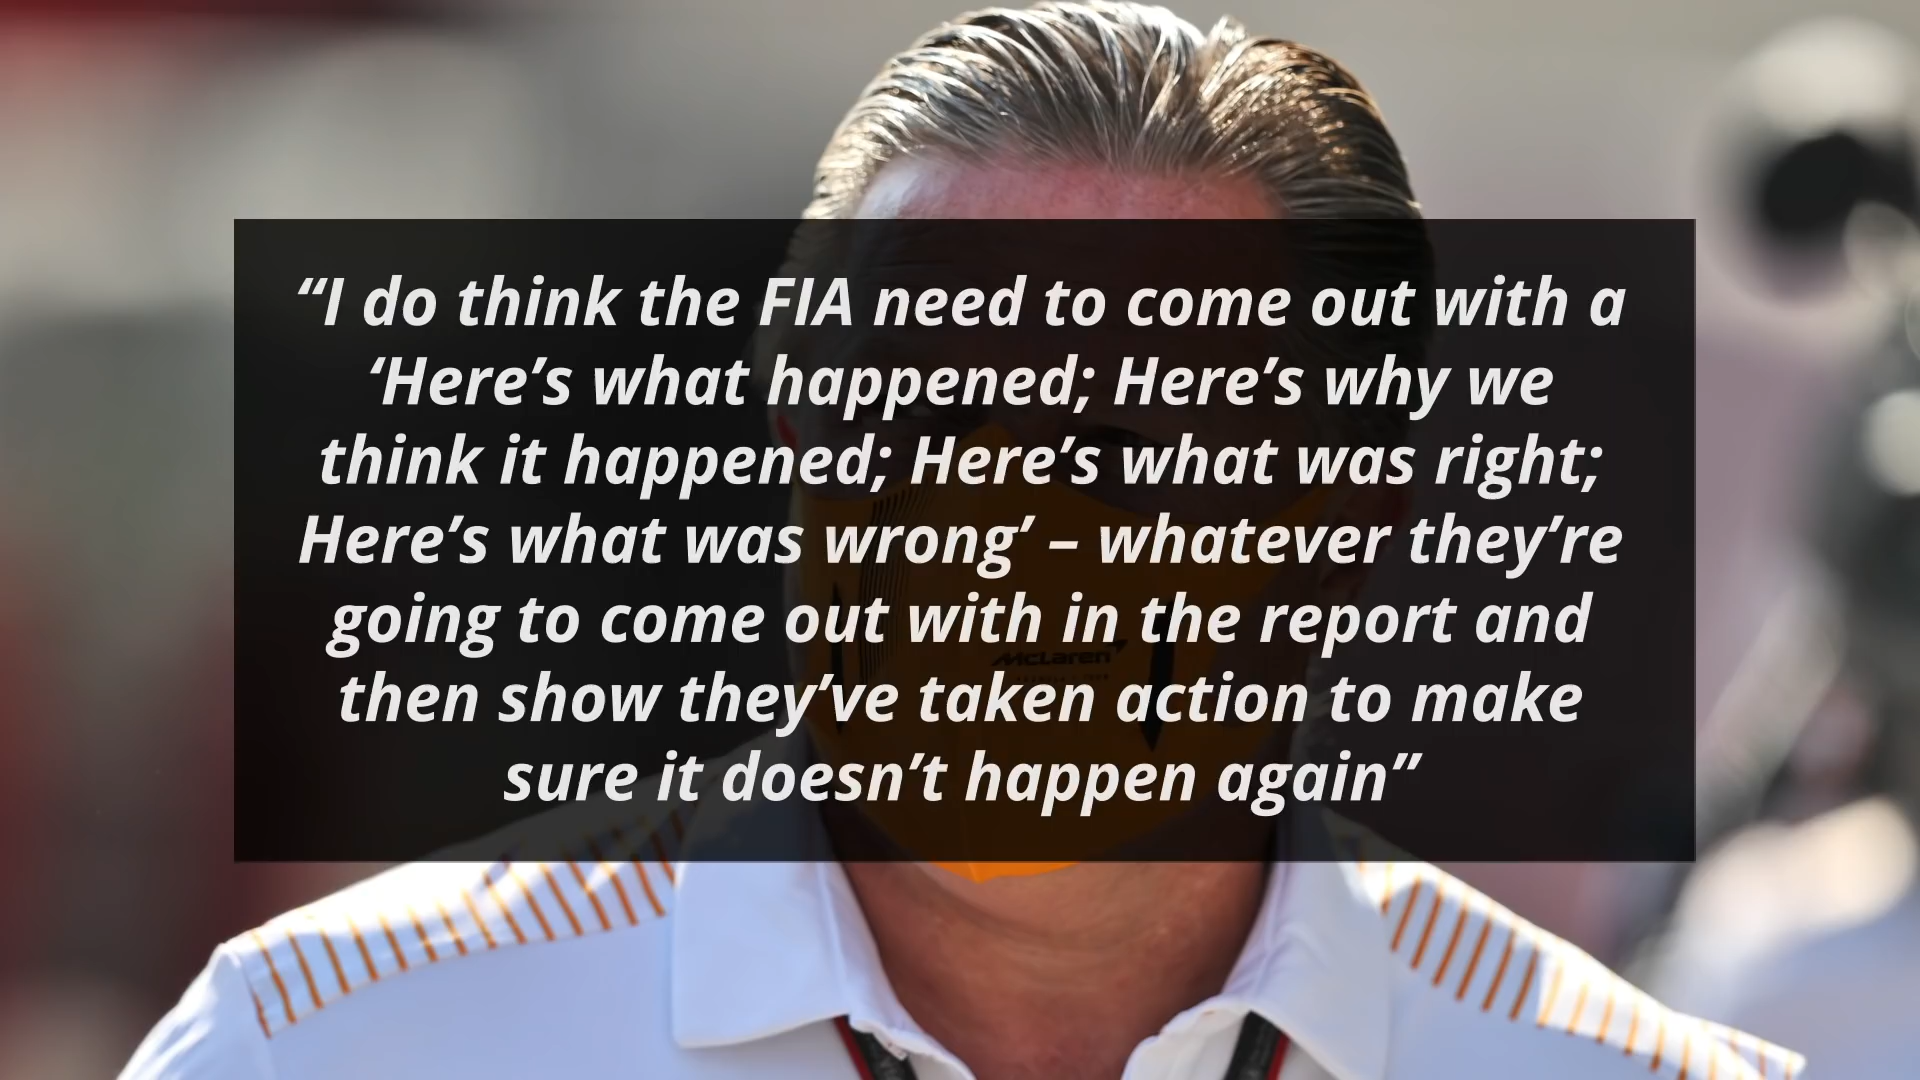 “I do think the FIA need to come out with a
‘Here’s what happened; Here’s why we
think it happened; Here’s what was right;
Here’s what was wrong’ – whatever they’re
going to come out with in the report and
then show they’ve taken action to make
sure it doesn’t happen again”
McLaren